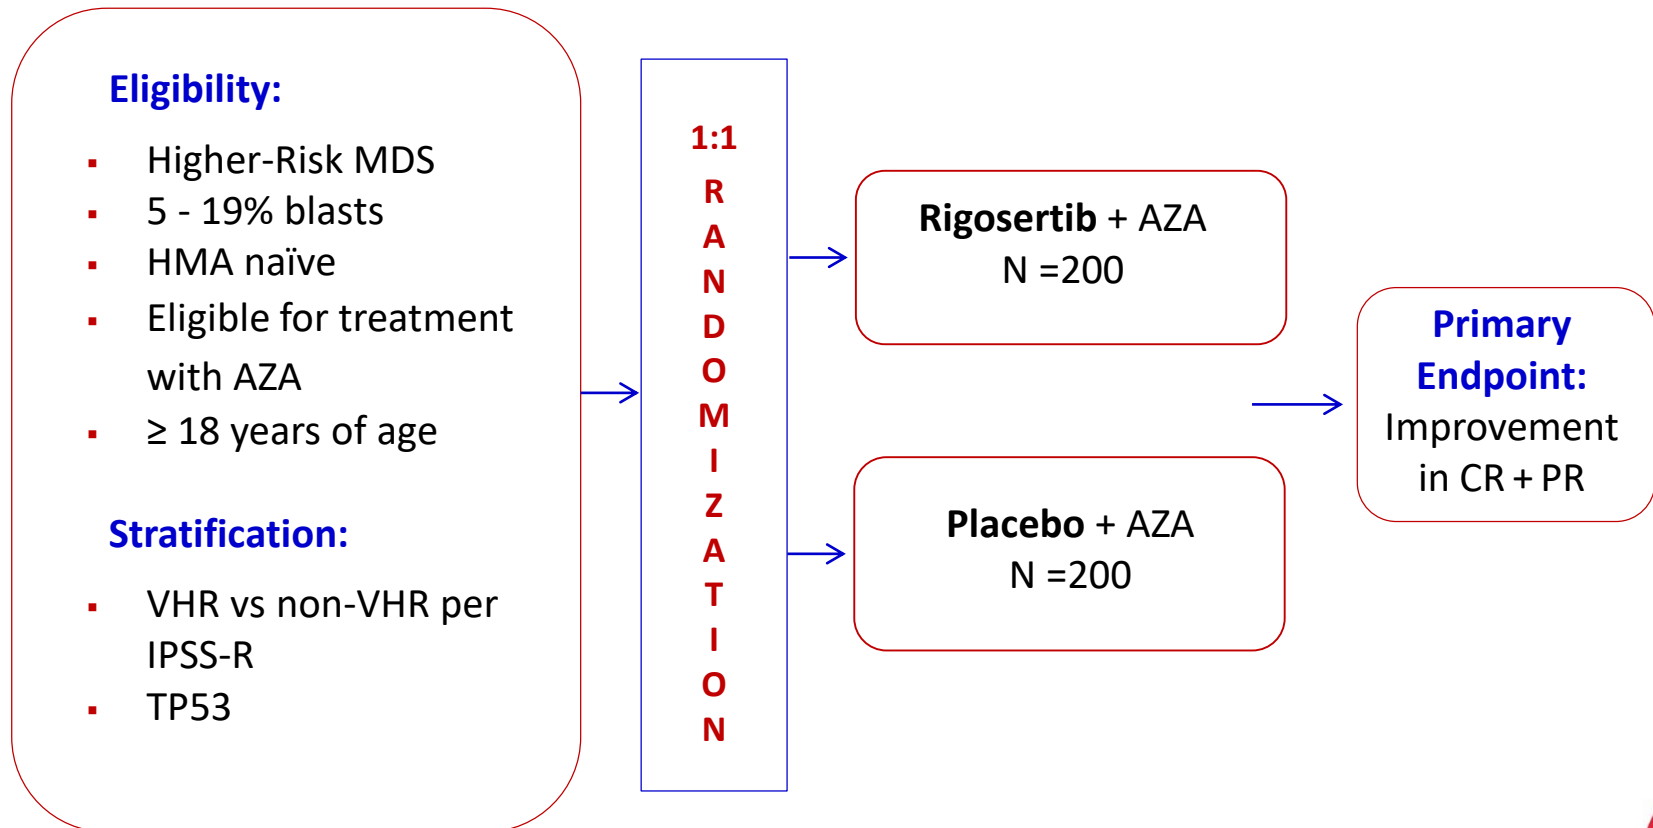 Eligibility:
▪ Higher-Risk MDS
▪ 5 - 19% blasts
▪ HMA naïve
▪ Eligible for treatment
with AZA
▪ ≥ 18 years of age
Stratification:
▪ VHR vs non-VHR per
IPSS-R
▪ TP53
1:1
R
A
N
D
O
M
I
Z
A
T
I
O
N
Rigosertib + AZA
N =200
Placebo + AZA
N =200
Primary
Endpoint:
Improvement
in CR + PR